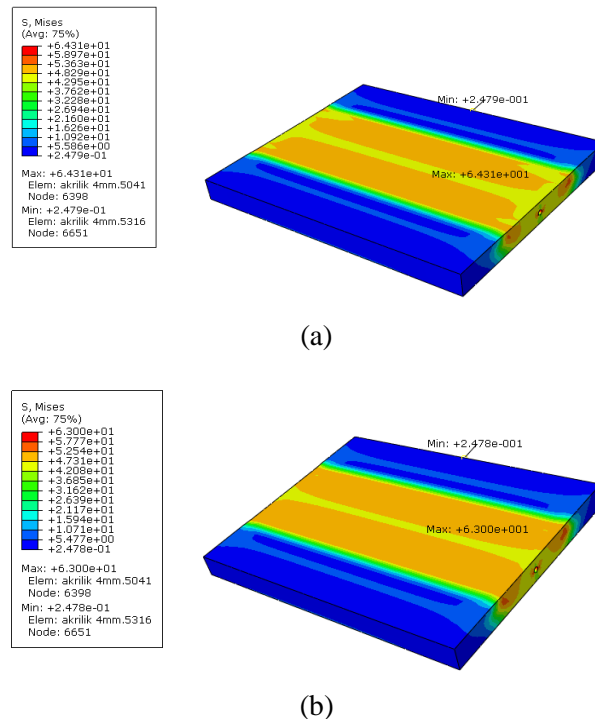 S, Mises
(Avg: 75%)
+6.431e+01
+5.897e+01
+5.363e+01
+4.829e+01
+4.295e+01
+3.762e+01
+3.228e+01
+2.694e+01
+2.160e+01
+1.626e+01
+1.092e+01
+5.586e+00
+2.479e-01
Max: +6.431e+01
Elem: akrilik 4mm.5041
Node: 6398
Min: +2.479e-01
Elem: akrilik 4mm.5316
Node: 6651
Min: +2.479e-001
Max: +6.431e+001
(a)
S, Mises
(Avg: 75%)
+6.300e+01
+5.777e+01
+5.254e+01
+4.731e+01
+4.208e+01
+3.685e+01
+3.162e+01
+2.639e+01
+2.117e+01
+1.594e+01
+1.071e+01
+5.477e+00
+2.478e-01
Max: +6.300e+01
Elem: akrilik 4mm.5041
Node: 6398
Min: +2.478e-01
Elem: akrilik 4mm.5316
Node: 6651
Min: +2.478e-001
Max: +6.300e+001
(b)